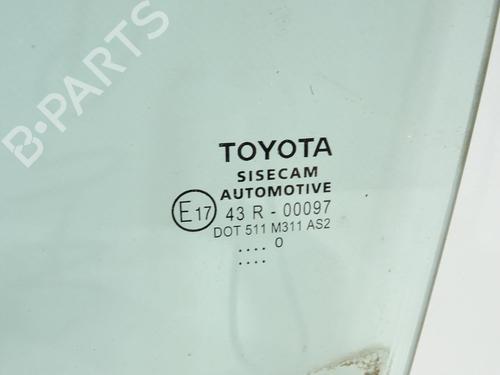 B-PARTS
TOYOTA
SISECAM
AUTOMOTIVE
E17 43 R - 00097
DOT 511 M311 AS2
.... 0
....